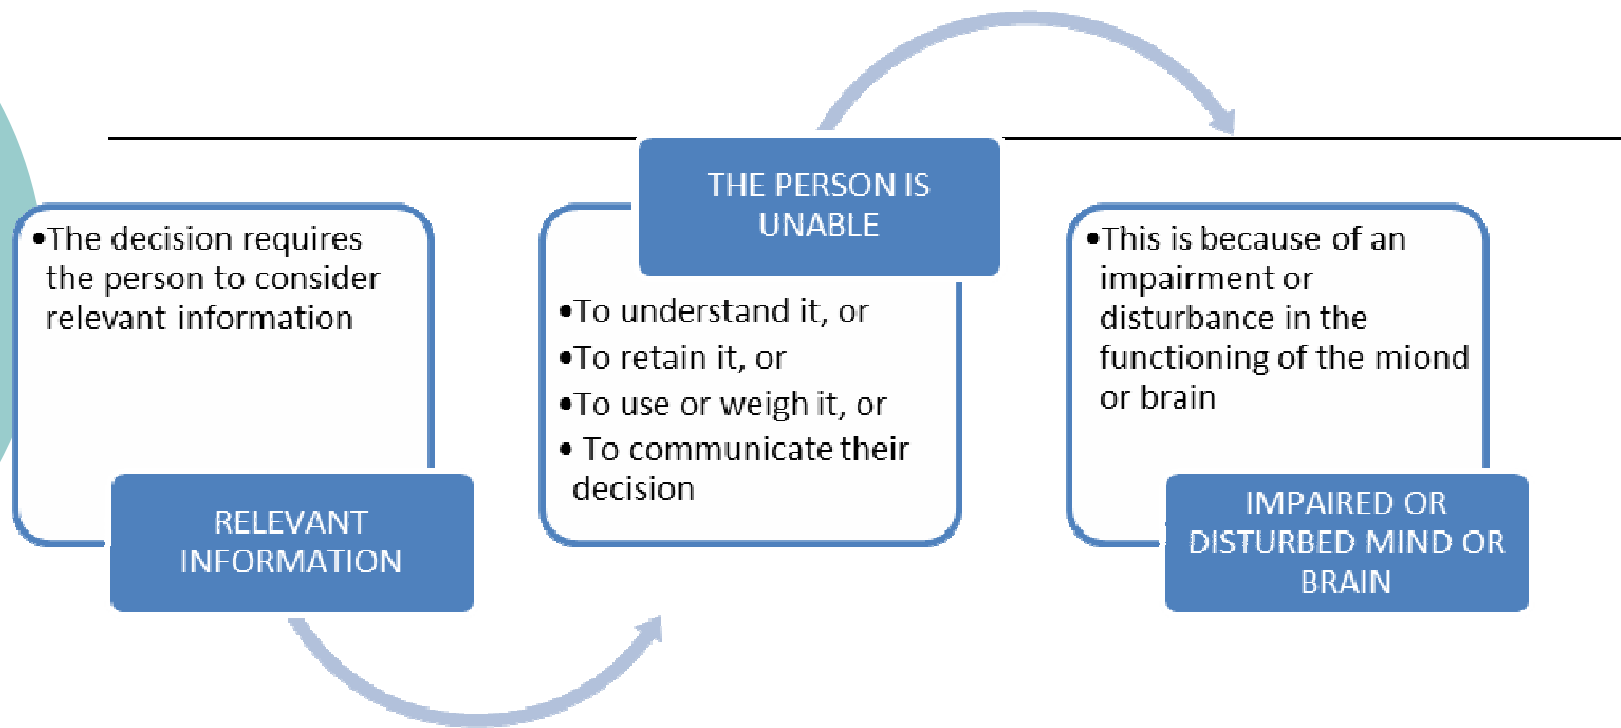 •The decision requires
the person to consider
relevant information
RELEVANT
INFORMATION
THE PERSON IS
UNABLE
•To understand it, or
•To retain it, or
•To use or weigh it, or
• To communicate their
decision
•This is because of an
impairment or
disturbance in the
functioning of the miond
or brain
IMPAIRED OR
DISTURBED MIND OR
BRAIN